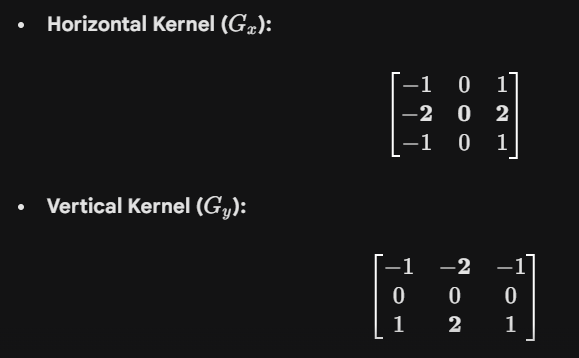 • Horizontal Kernel (Gₓ):
−1 0 1
−2 0 2
−1 0 1
• Vertical Kernel (Gᵧ):
−1 −2 −1
0 0 0
1 2 1